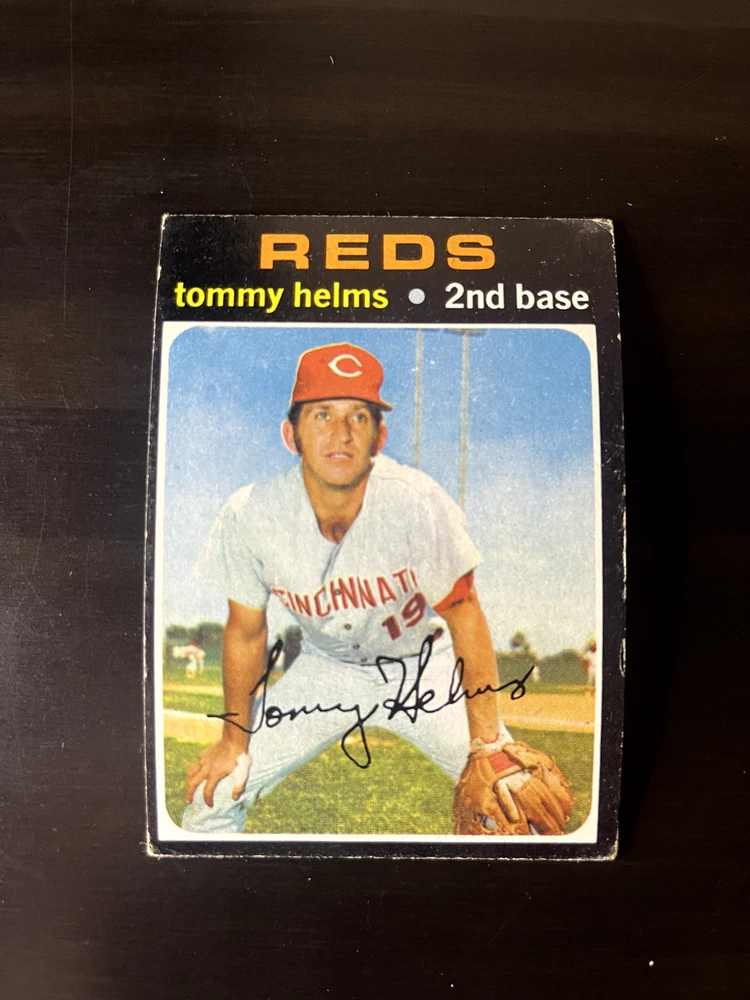 REDS
tommy helms • 2nd base
C
CINCINNATI
19
Tommy Helms